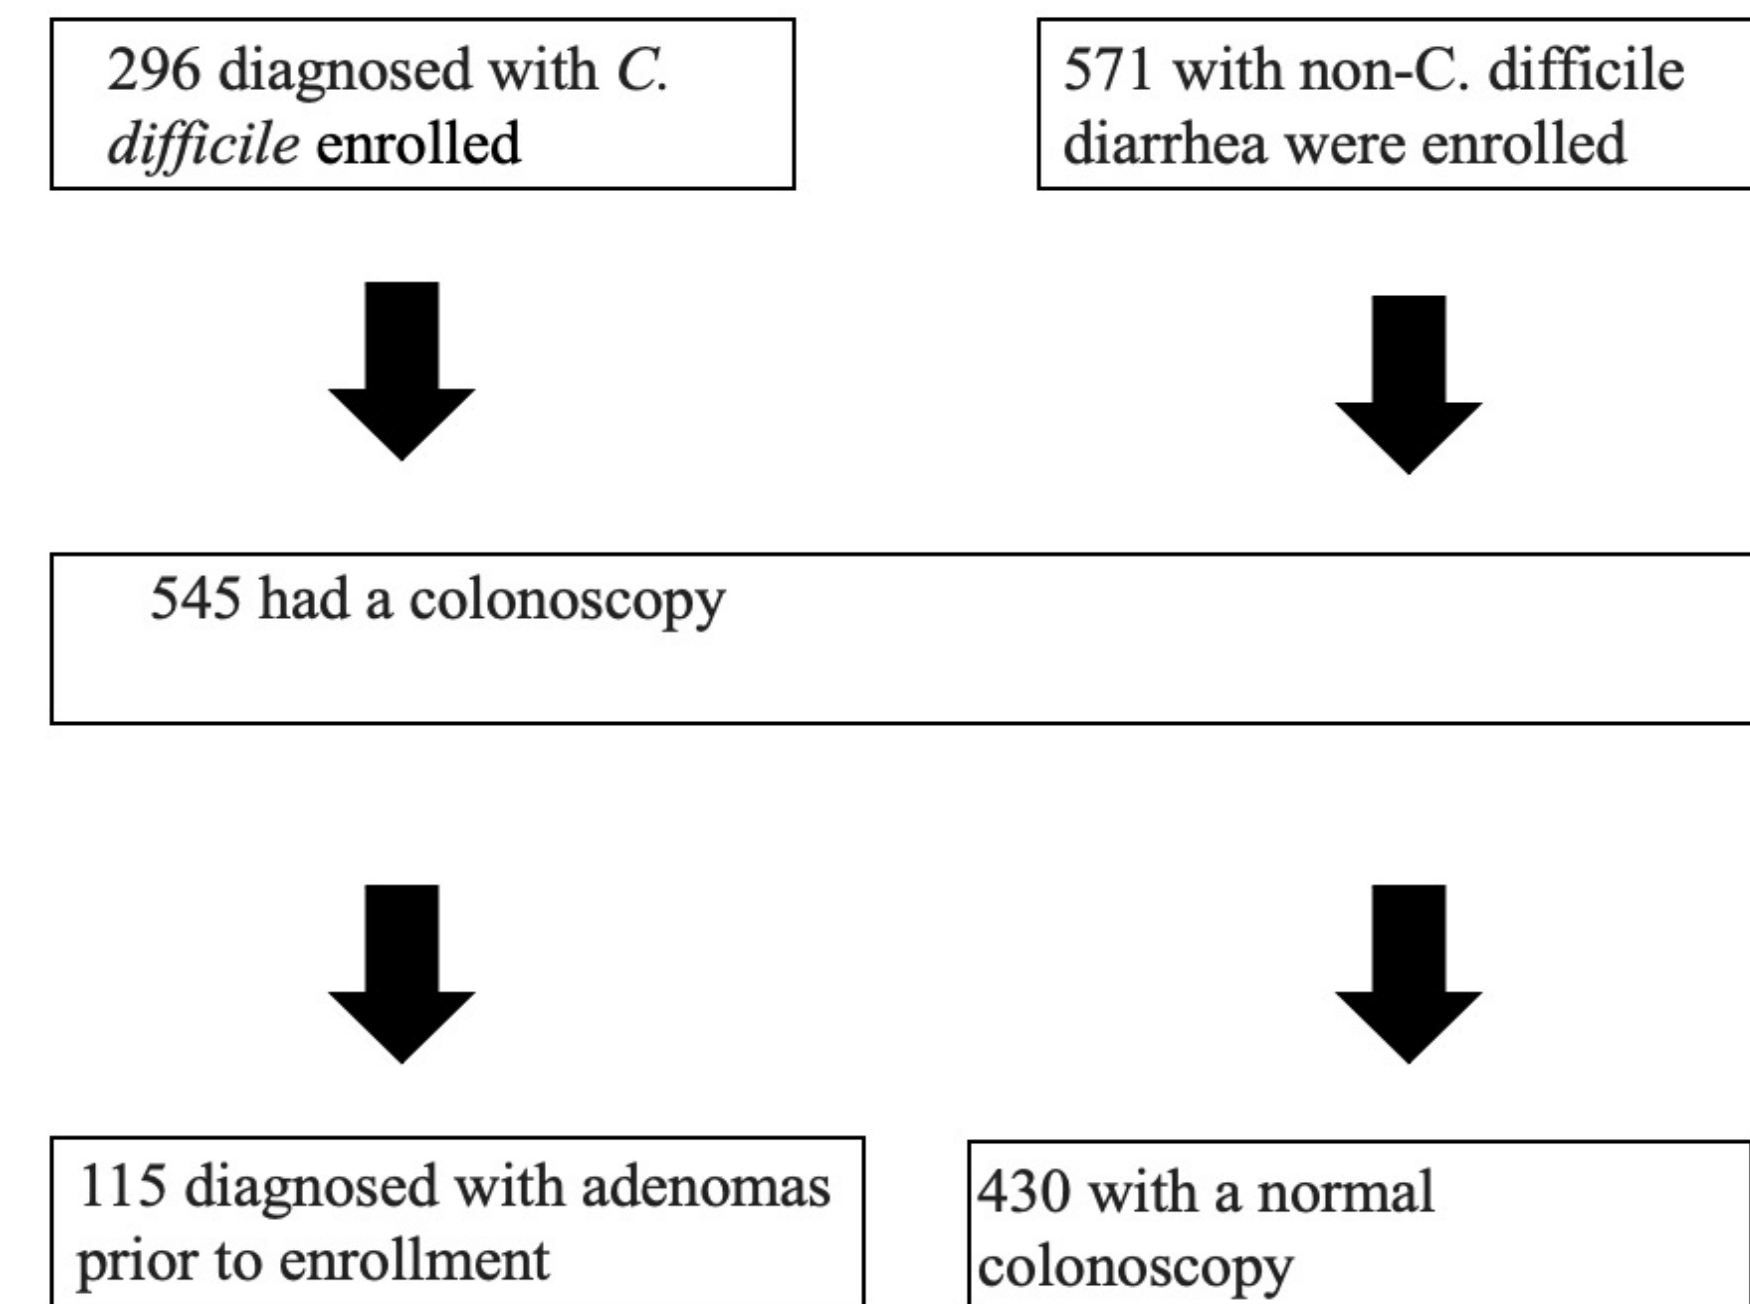 296 diagnosed with C.
difficile enrolled
571 with non-C. difficile
diarrhea were enrolled
545 had a colonoscopy
115 diagnosed with adenomas
prior to enrollment
430 with a normal
colonoscopy